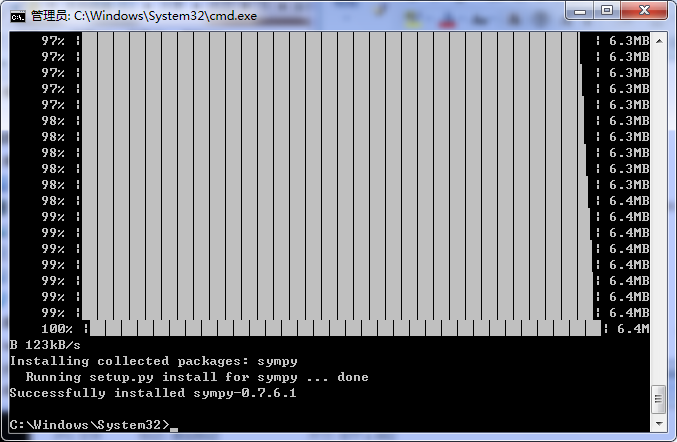 管理员: C:\Windows\System32\cmd.exe
97% | | 6.3MB
97% | | 6.3MB
97% | | 6.3MB
97% | | 6.3MB
97% | | 6.3MB
98% | | 6.3MB
98% | | 6.3MB
98% | | 6.3MB
98% | | 6.3MB
98% | | 6.3MB
98% | | 6.4MB
99% | | 6.4MB
99% | | 6.4MB
99% | | 6.4MB
99% | | 6.4MB
99% | | 6.4MB
99% | | 6.4MB
99% | | 6.4MB
100% | | 6.4M
B 123kB/s
Installing collected packages: sympy
Running setup.py install for sympy ... done
Successfully installed sympy-0.7.6.1
C:\Windows\System32>